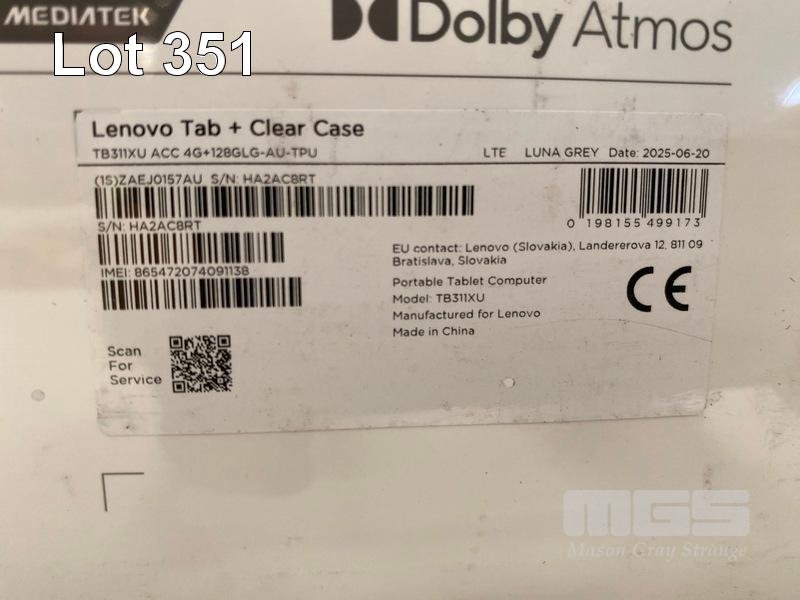 MEDIATEK
Dolby Atmos
Lot 351
Lenovo Tab + Clear Case
TB311XU ACC 4G+128GLG-AU-TPU LTE LUNA GREY Date: 2025-06-20
(1S)ZAEJ0157AU S/N: HA2AC8RT
S/N: HA2AC8RT
0 198155 499173
IMEI: 865472074091138
EU contact: Lenovo (Slovakia), Landererova 12, 811 09
Bratislava, Slovakia
Portable Tablet Computer
Model: TB311XU
Manufactured for Lenovo
Made in China
CE
Scan
For
Service
MGS
Mason Gray Strange